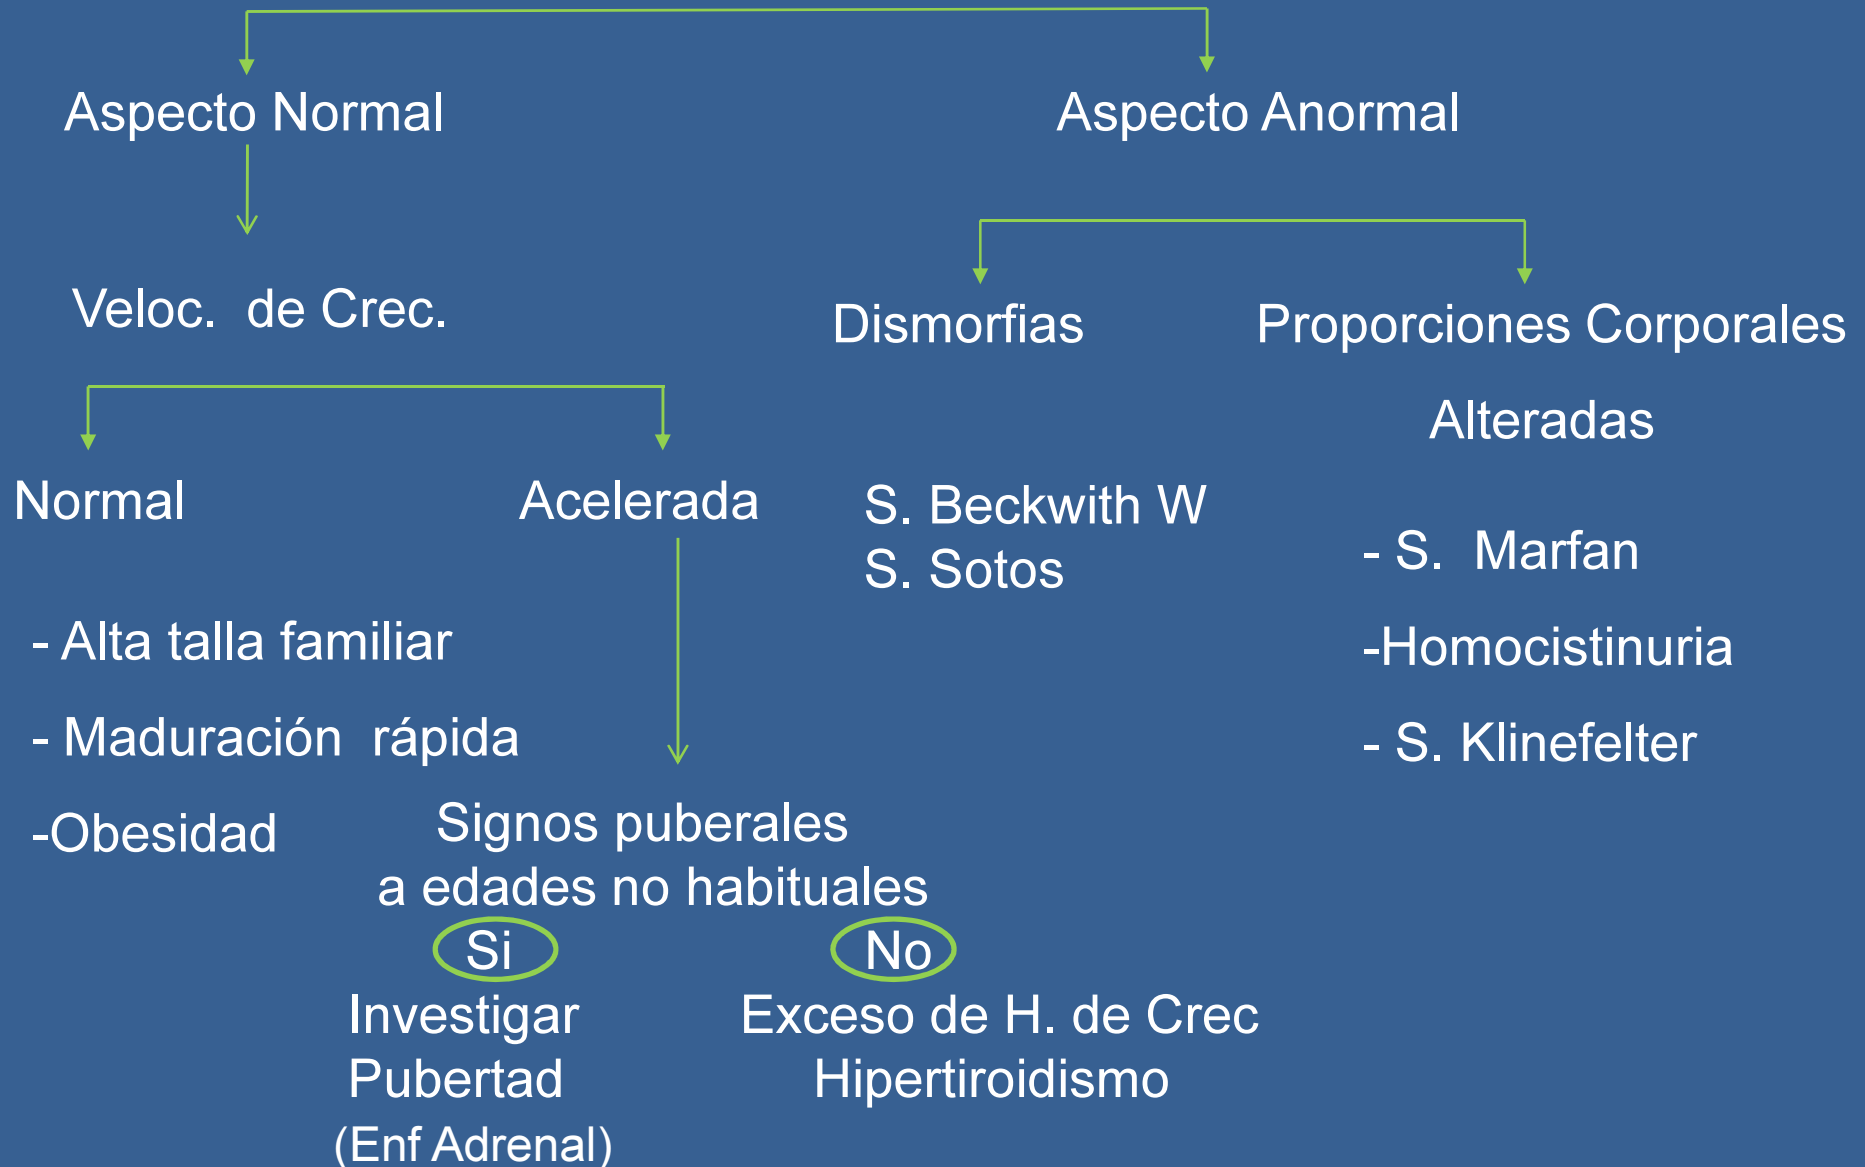 Aspecto Normal
Aspecto Anormal
Veloc. de Crec.
Dismorfias
Proporciones Corporales
Alteradas
Normal
Acelerada
S. Beckwith W
S. Sotos
- S. Marfan
-Homocistinuria
- S. Klinefelter
- Alta talla familiar
- Maduración rápida
-Obesidad
Signos puberales
a edades no habituales
Si
No
Investigar
Pubertad
(Enf Adrenal)
Exceso de H. de Crec
Hipertiroidismo